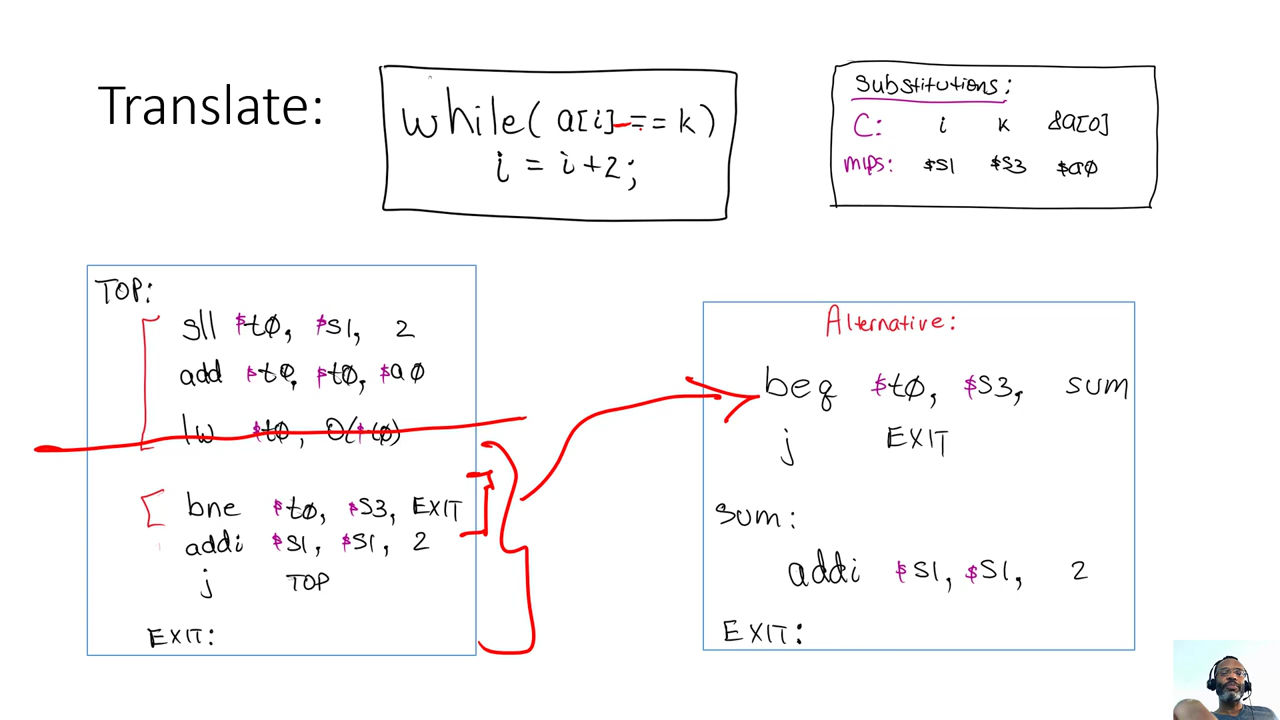 Translate:
while( a[i] == k)
i = i+2;
Substitutions:
C: i k &a[0]
mips: $S1 $S3 $a0
TOP:
sll $t0, $S1, 2
add $t0, $t0, $a0
lw $t0, 0($t0)
bne $t0, $S3, EXIT
addi $S1, $S1, 2
j TOP
EXIT:
Alternative:
beq $t0, $S3, sum
j EXIT
sum:
addi $S1, $S1, 2
EXIT: